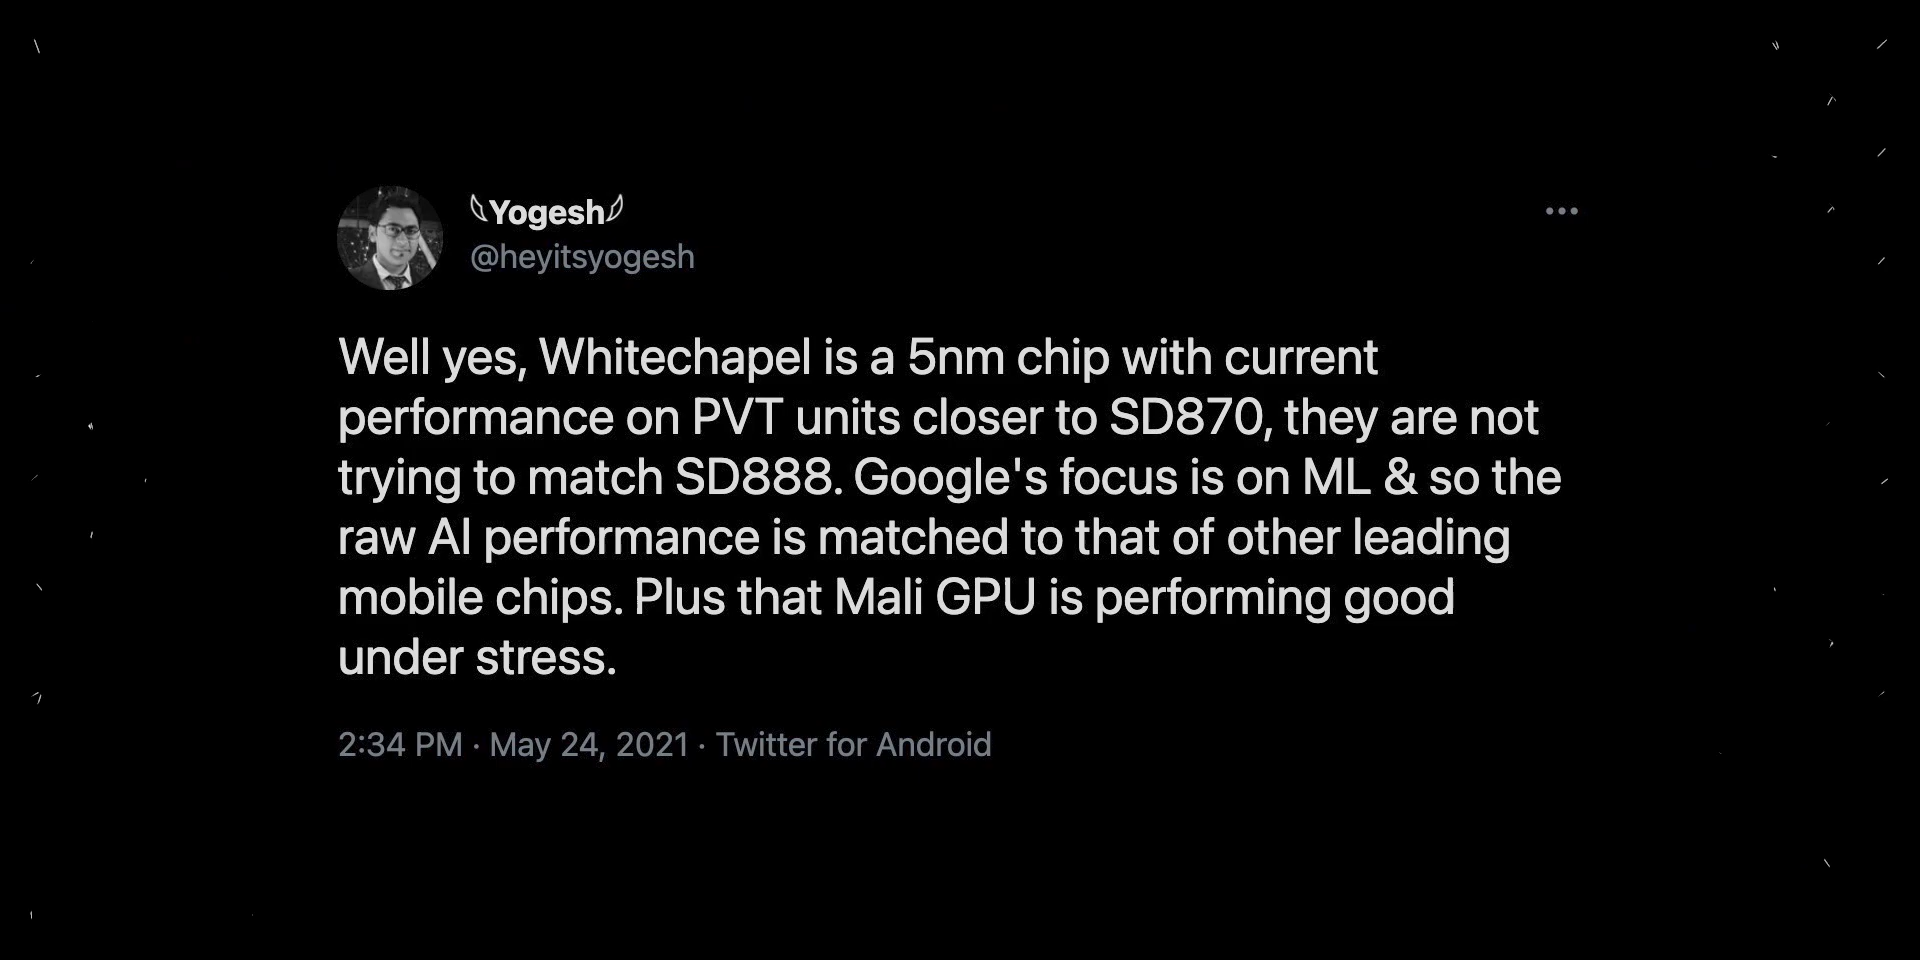 Yogesh
@heyitsyogesh
Well yes, Whitechapel is a 5nm chip with current
performance on PVT units closer to SD870, they are not
trying to match SD888. Google's focus is on ML & so the
raw AI performance is matched to that of other leading
mobile chips. Plus that Mali GPU is performing good
under stress.
2:34 PM · May 24, 2021 · Twitter for Android